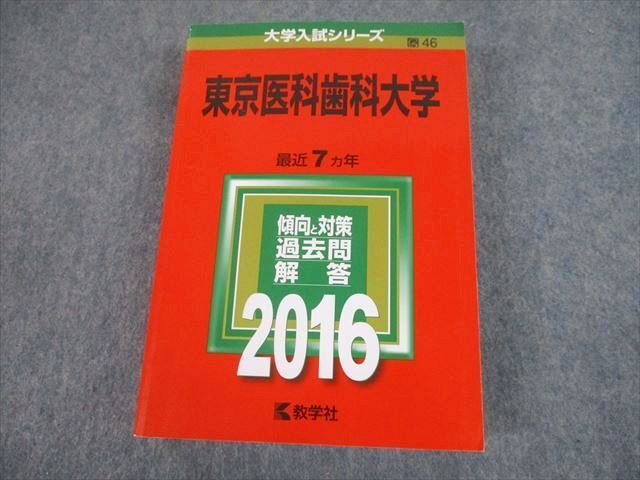 大学入試シリーズ
46
東京医科歯科大学
最近7カ年
傾向と対策
過去問
解答
2016
教学社